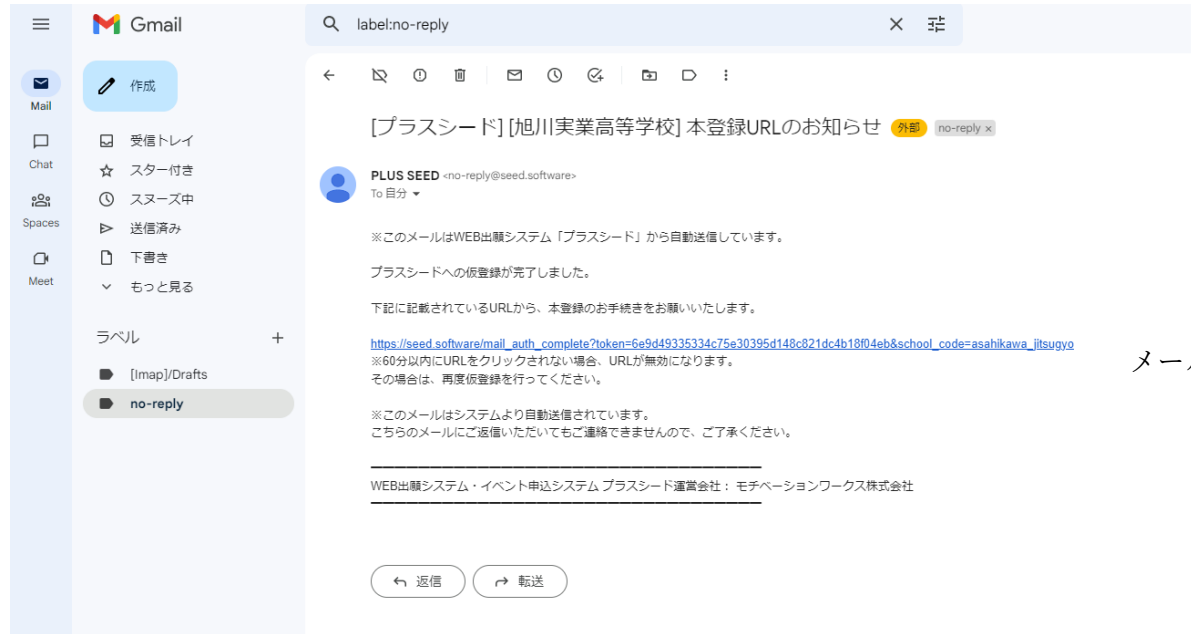 Gmail
label:no-reply
Mail
作成
Chat
受信トレイ
スター付き
Spaces
スヌーズ中
送信済み
Meet
下書き
もっと見る
ラベル
+
[Imap]/Drafts
no-reply
[プラスシード] [旭川実業高等学校] 本登録URLのお知らせ 外部 no-reply ×
PLUS SEED <no-reply@seed.software>
To 自分
※このメールはWEB出願システム「プラスシード」から自動送信しています。
プラスシードへの仮登録が完了しました。
下記に記載されているURLから、本登録のお手続きをお願いいたします。
https://seed.software/mail_auth_complete?token=6e9d49335334c75e30395d148c821dc4b18f04eb&school_code=asahikawa_jitsugyo
※60分以内にURLをクリックされない場合、URLが無効になります。
その場合は、再度仮登録を行ってください。
※このメールはシステムより自動送信されています。
こちらのメールにご返信いただいてもご連絡できませんので、ご了承ください。
WEB出願システム・イベント申込システム プラスシード運営会社： モチベーションワークス株式会社
返信
転送
メー